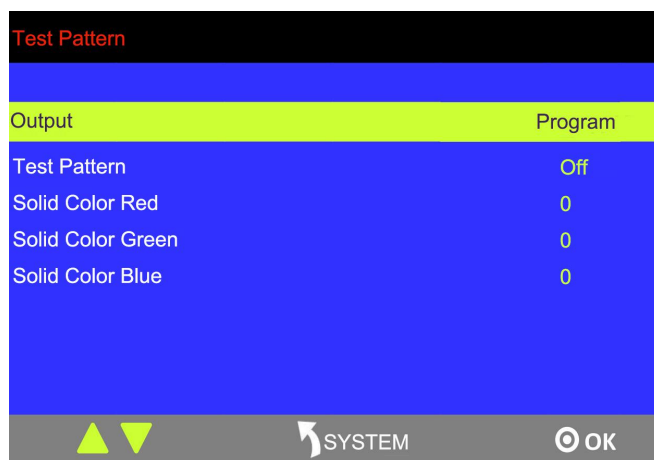 Test Pattern
Output Program
Test Pattern Off
Solid Color Red 0
Solid Color Green 0
Solid Color Blue 0
SYSTEM OK